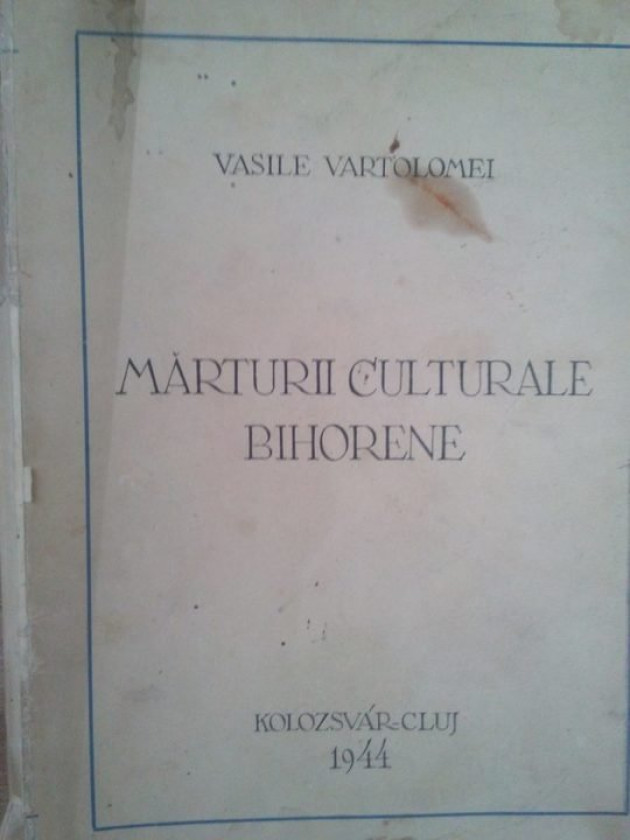 VASILE VARTOLOMEI
MĂRTURII CULTURALE
BIHORENE
KOLOZSVÁR-CLUJ
1944